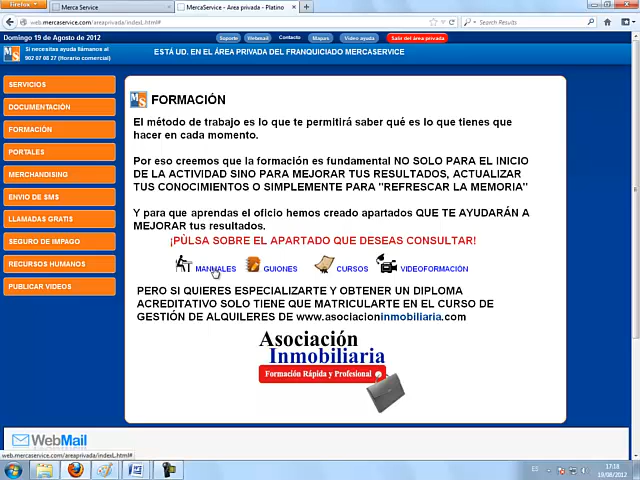 Firefox
Merca Service
MercaService - Area privada - Platino
web.mercaservice.com/areaprivada/indexL.html#
Search Results
Domingo 19 de Agosto de 2012
Soporte
Webmail
Contacto
Mapas
Video ayuda
Salir del área privada
MS
Si necesitas ayuda llámanos al
902 07 08 27 (Horario comercial)
ESTÁ UD. EN EL ÁREA PRIVADA DEL FRANQUICIADO MERCASERVICE
SERVICIOS
DOCUMENTACIÓN
FORMACIÓN
PORTALES
MERCHANDISING
ENVIO DE SMS
LLAMADAS GRATIS
SEGURO DE IMPAGO
RECURSOS HUMANOS
PUBLICAR VIDEOS
MS FORMACIÓN
El método de trabajo es lo que te permitirá saber qué es lo que tienes que
hacer en cada momento.
Por eso creemos que la formación es fundamental NO SOLO PARA EL INICIO
DE LA ACTIVIDAD SINO PARA MEJORAR TUS RESULTADOS, ACTUALIZAR
TUS CONOCIMIENTOS O SIMPLEMENTE PARA "REFRESCAR LA MEMORIA"
Y para que aprendas el oficio hemos creado apartados QUE TE AYUDARÁN A
MEJORAR tus resultados.
¡PÙLSA SOBRE EL APARTADO QUE DESEAS CONSULTAR!
MANUALES
GUIONES
CURSOS
VIDEOFORMACIÓN
PERO SI QUIERES ESPECIALIZARTE Y OBTENER UN DIPLOMA
ACREDITATIVO SOLO TIENE QUE MATRICULARTE EN EL CURSO DE
GESTIÓN DE ALQUILERES DE www.asociacioninmobiliaria.com
Asociación
Inmobiliaria
Formación Rápida y Profesional
WebMail
web.mercaservice.com/areaprivada/indexL.html#
ES
17:18
19/08/2012